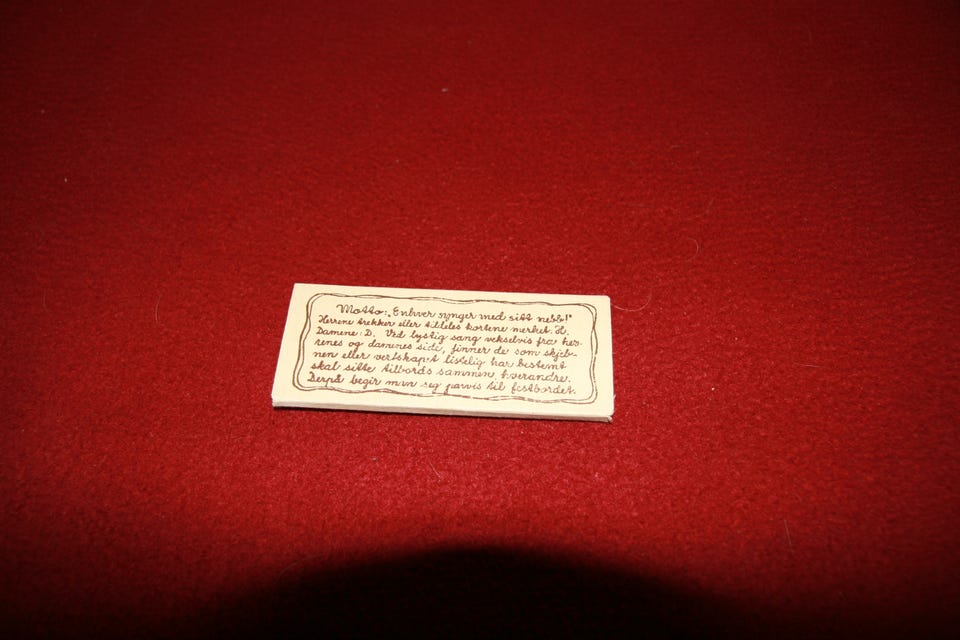 Motto: „Enhver synger med sitt nebb!"
Herrene trekker eller tildeles kortene merket: H.
Damene: D. Ved lystig sang vekselvis fra her-
renes og damenes side, finner de som skjeb-
nen eller vertskapet listelig har bestemt
skal sitte tilbords sammen, hverandre.
Derpå begir man seg parvis til festbordet.